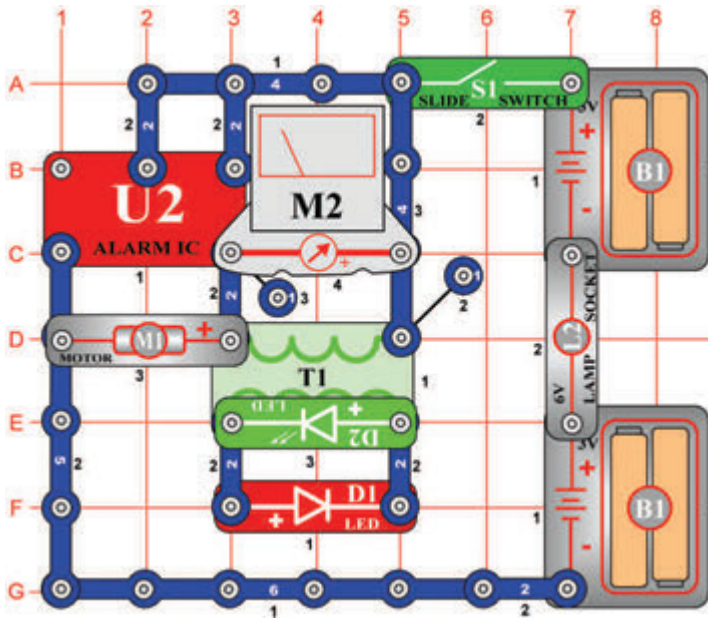 1 2 3 4 5 6 7 8
A
1
4
S1
SLIDE SWITCH
2
3V
2 2 2 2
B
U2
M2
+
B1
1
-
4 3
C
ALARM IC
+
1
2 2
4
1 3
1
2
D
M1
+
MOTOR
3
T1
1
2
L2
6V LAMP SOCKET
E
LED
+
D2
3
3V
5 2
2 2
2 2
F
D1
+
LED
1
+
B1
1
-
G
6
1
2
2